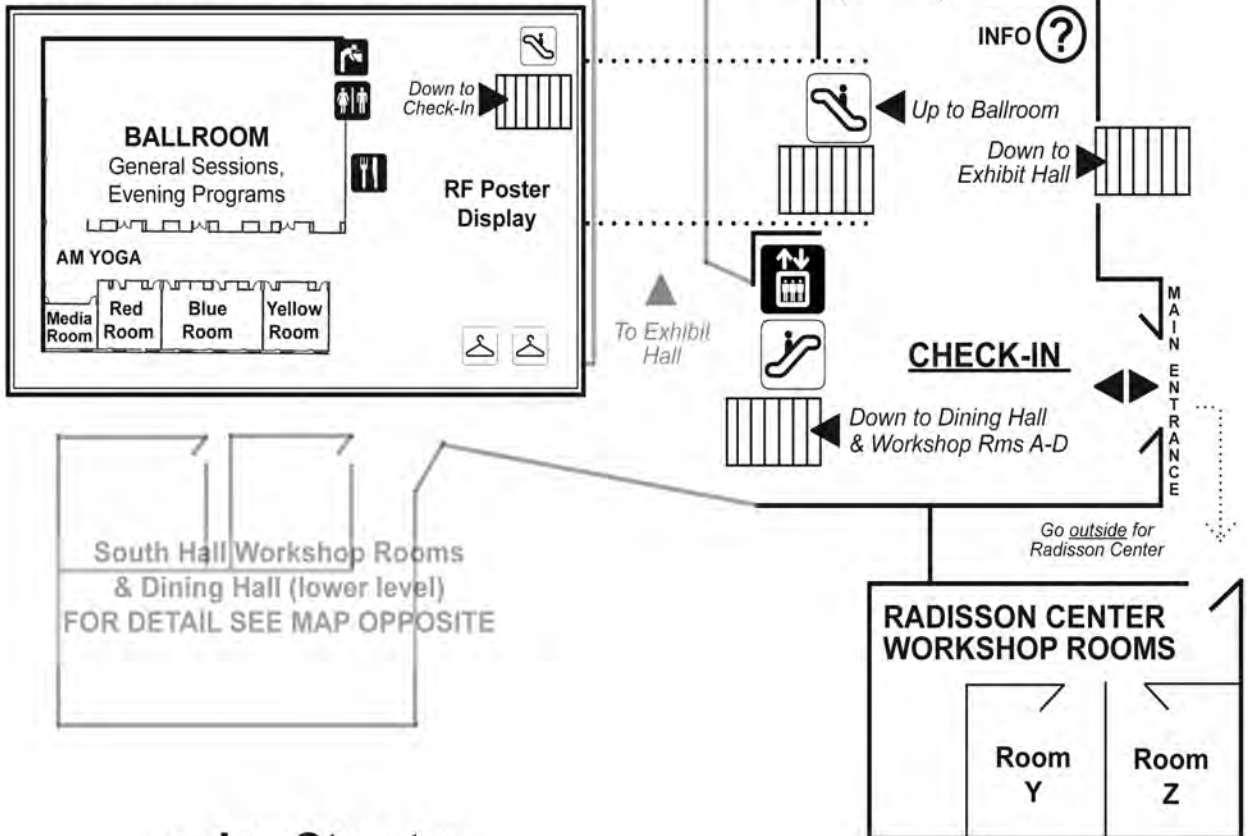 INFO ?
Up to Ballroom
Down to
Exhibit Hall
Down to
Check-In
BALLROOM
General Sessions,
Evening Programs
RF Poster
Display
AM YOGA
Media
Room
Red
Room
Blue
Room
Yellow
Room
To Exhibit
Hall
CHECK-IN
MAIN ENTRANCE
Down to Dining Hall
& Workshop Rms A-D
Go outside for
Radisson Center
South Hall Workshop Rooms
& Dining Hall (lower level)
FOR DETAIL SEE MAP OPPOSITE
RADISSON CENTER
WORKSHOP ROOMS
Room
Y
Room
Z